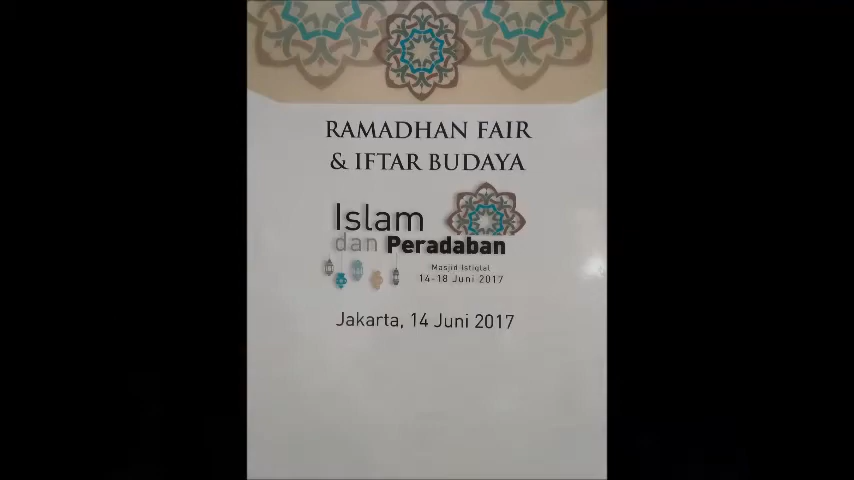 RAMADHAN FAIR
& IFTAR BUDAYA
Islam
dan Peradaban
Masjid Istiqlal
14-18 Juni 2017
Jakarta, 14 Juni 2017